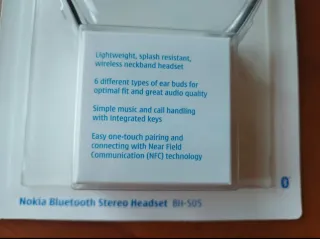 Lightweight, splash resistant,
wireless neckband headset
6 different types of ear buds for
optimal fit and great audio quality
Simple music and call handling
with integrated keys
Easy one-touch pairing and
connecting with Near Field
Communication (NFC) technology
Nokia Bluetooth Stereo Headset BH-505